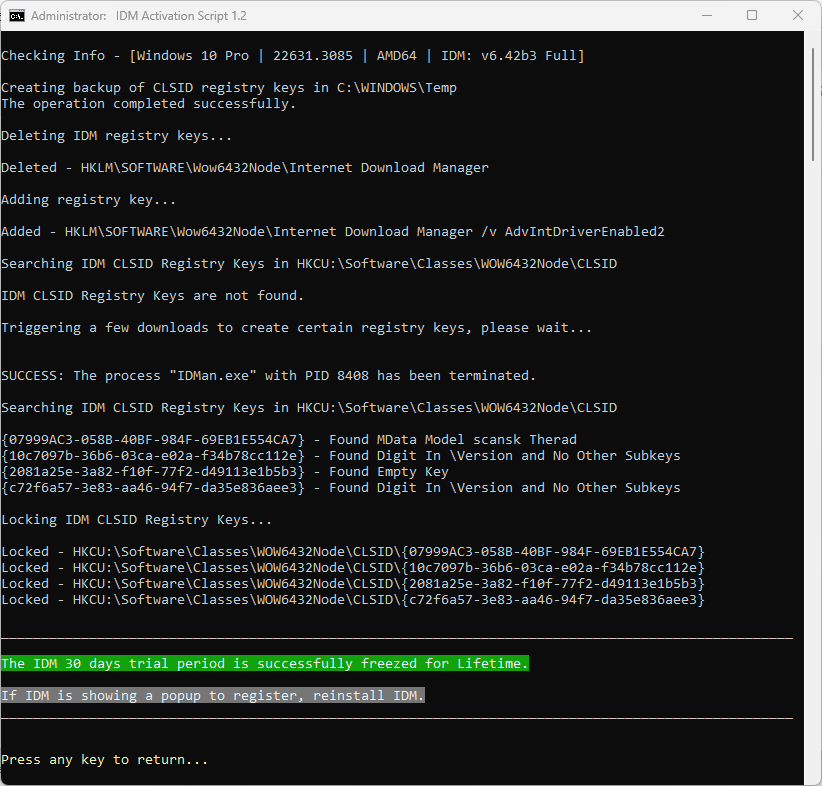 Administrator: IDM Activation Script 1.2
Checking Info - [Windows 10 Pro | 22631.3085 | AMD64 | IDM: v6.42b3 Full]
Creating backup of CLSID registry keys in C:\WINDOWS\Temp
The operation completed successfully.
Deleting IDM registry keys...
Deleted - HKLM\SOFTWARE\Wow6432Node\Internet Download Manager
Adding registry key...
Added - HKLM\SOFTWARE\Wow6432Node\Internet Download Manager /v AdvIntDriverEnabled2
Searching IDM CLSID Registry Keys in HKCU:\Software\Classes\WOW6432Node\CLSID
IDM CLSID Registry Keys are not found.
Triggering a few downloads to create certain registry keys, please wait...
SUCCESS: The process "IDMan.exe" with PID 8408 has been terminated.
Searching IDM CLSID Registry Keys in HKCU:\Software\Classes\WOW6432Node\CLSID
{07999AC3-058B-40BF-984F-69EB1E554CA7} - Found MData Model scansk Therad
{10c7097b-36b6-03ca-e02a-f34b78cc112e} - Found Digit In \Version and No Other Subkeys
{2081a25e-3a82-f10f-77f2-d49113e1b5b3} - Found Empty Key
{c72f6a57-3e83-aa46-94f7-da35e836aee3} - Found Digit In \Version and No Other Subkeys
Locking IDM CLSID Registry Keys...
Locked - HKCU:\Software\Classes\WOW6432Node\CLSID\{07999AC3-058B-40BF-984F-69EB1E554CA7}
Locked - HKCU:\Software\Classes\WOW6432Node\CLSID\{10c7097b-36b6-03ca-e02a-f34b78cc112e}
Locked - HKCU:\Software\Classes\WOW6432Node\CLSID\{2081a25e-3a82-f10f-77f2-d49113e1b5b3}
Locked - HKCU:\Software\Classes\WOW6432Node\CLSID\{c72f6a57-3e83-aa46-94f7-da35e836aee3}
The IDM 30 days trial period is successfully freezed for Lifetime.
If IDM is showing a popup to register, reinstall IDM.
Press any key to return...